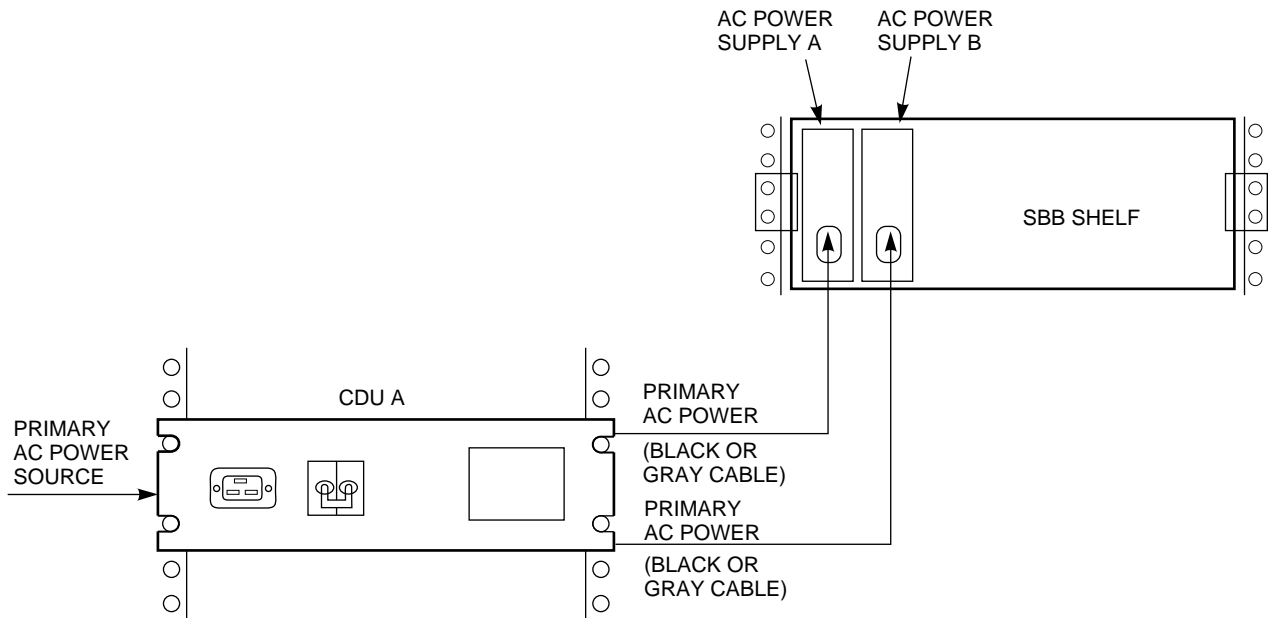 AC POWER
SUPPLY A
AC POWER
SUPPLY B
SBB SHELF
CDU A
PRIMARY
AC POWER
SOURCE
PRIMARY
AC POWER
(BLACK OR
GRAY CABLE)
PRIMARY
AC POWER
(BLACK OR
GRAY CABLE)